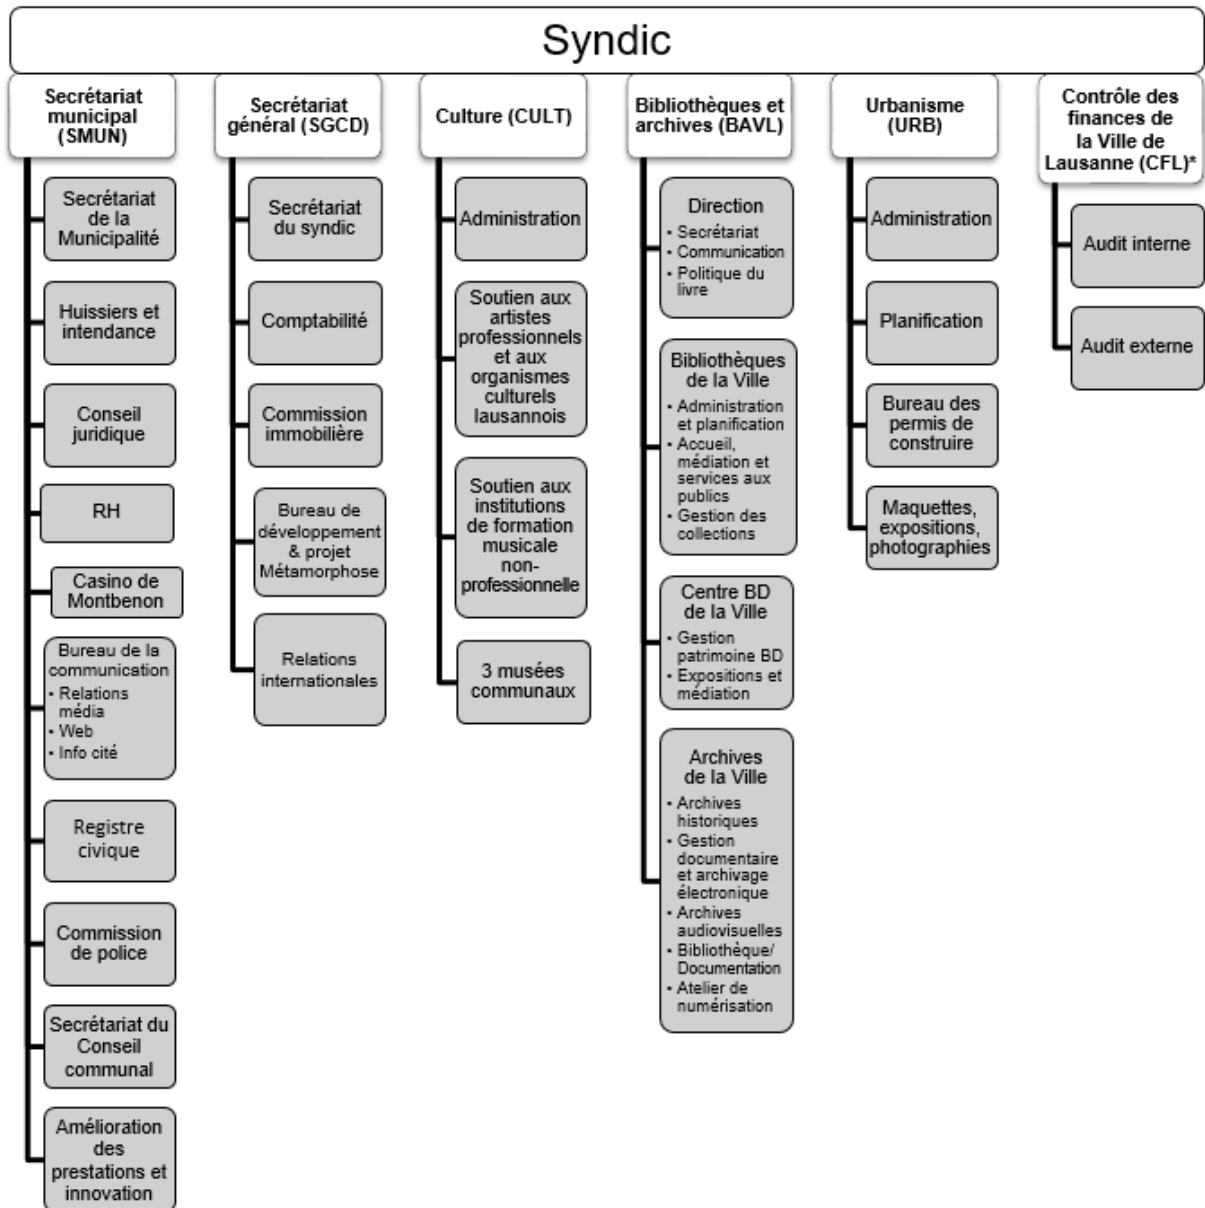 Syndic
Secrétariat
municipal
(SMUN)
Secrétariat
de la
Municipalité
Huissiers et
intendance
Conseil
juridique
RH
Casino de
Montbenon
Bureau de la
communication
• Relations
média
• Web
• Info cité
Registre
civique
Commission
de police
Secrétariat du
Conseil
communal
Amélioration
des
prestations et
innovation
Secrétariat
général (SGCD)
Secrétariat
du syndic
Comptabilité
Commission
immobilière
Bureau de
développement
& projet
Métamorphose
Relations
internationales
Culture (CULT)
Administration
Soutien aux
artistes
professionnels
et aux
organismes
culturels
lausannois
Soutien aux
institutions
de formation
musicale
non-
professionnelle
3 musées
communaux
Bibliothèques et
archives (BAVL)
Direction
• Secrétariat
• Communication
• Politique du
livre
Bibliothèques
de la Ville
• Administration
et planification
• Accueil,
médiation et
services aux
publics
• Gestion des
collections
Centre BD
de la Ville
• Gestion
patrimoine BD
• Expositions et
médiation
Archives
de la Ville
• Archives
historiques
• Gestion
documentaire
et archivage
électronique
• Archives
audiovisuelles
• Bibliothèque/
Documentation
• Atelier de
numérisation
Urbanisme
(URB)
Administration
Planification
Bureau des
permis de
construire
Maquettes,
expositions,
photographies
Contrôle des
finances de
la Ville de
Lausanne (CFL)*
Audit interne
Audit externe